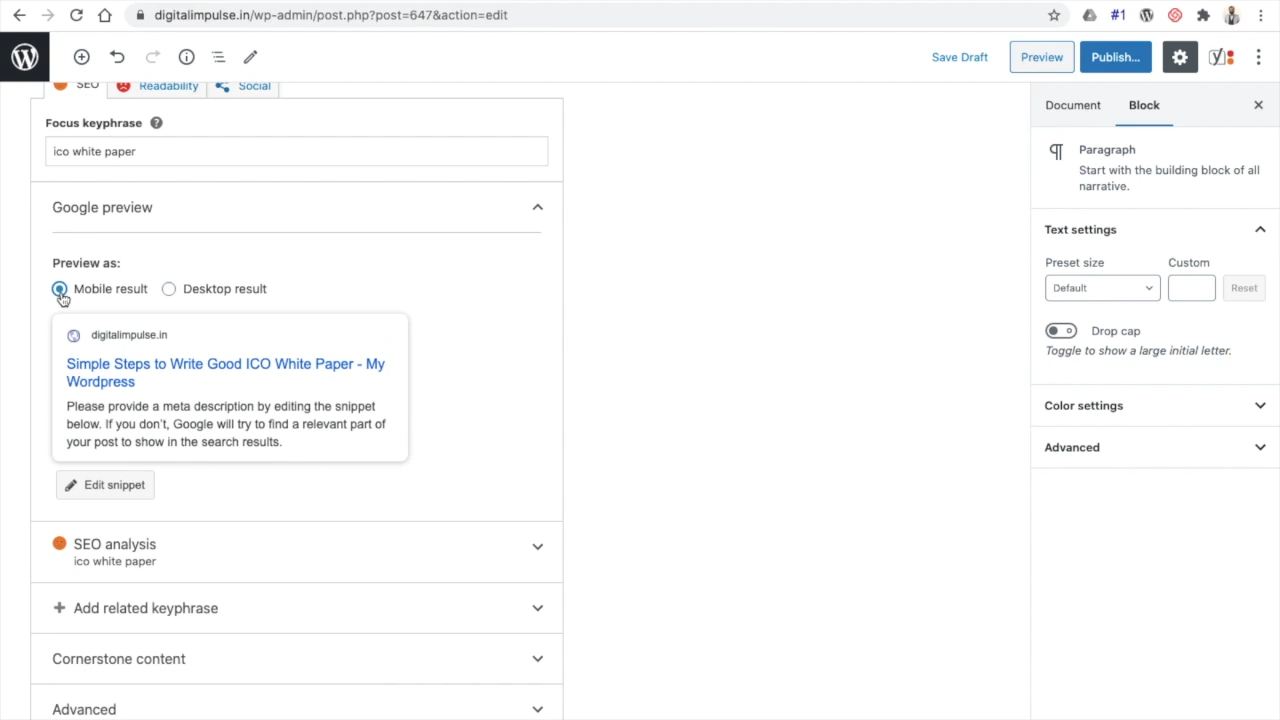 digitalimpulse.in/wp-admin/post.php?post=647&action=edit
#1
Save Draft
Preview
Publish...
SEO
Readability
Social
Document
Block
Focus keyphrase
ico white paper
Paragraph
Start with the building block of all
narrative.
Google preview
Text settings
Preview as:
Preset size
Custom
Mobile result
Desktop result
Default
Reset
digitalimpulse.in
Drop cap
Toggle to show a large initial letter.
Simple Steps to Write Good ICO White Paper - My
Wordpress
Please provide a meta description by editing the snippet
below. If you don't, Google will try to find a relevant part of
your post to show in the search results.
Color settings
Advanced
Edit snippet
SEO analysis
ico white paper
Add related keyphrase
Cornerstone content
Advanced